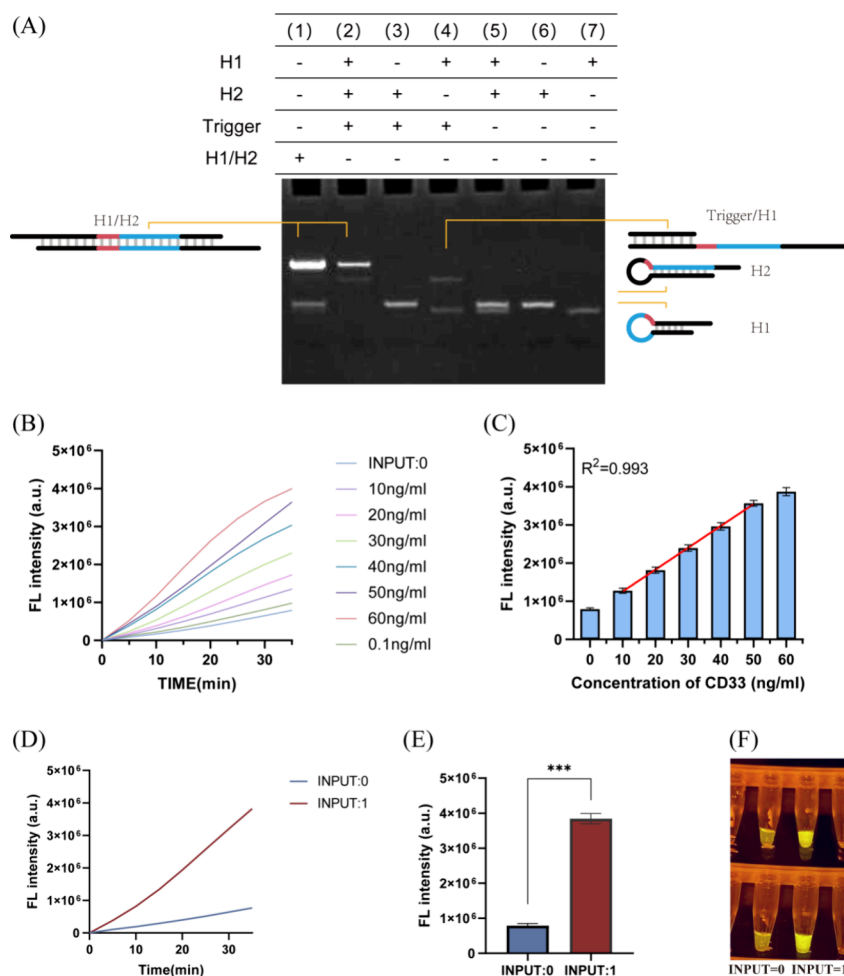 (A)
(1) (2) (3) (4) (5) (6) (7)
H1 - + - + + - +
H2 - + + - + + -
Trigger - + + + - - -
H1/H2 + - - - - - -
H1/H2
Trigger/H1
H2
H1
(B)
FL intensity (a.u.)
5×10⁶
4×10⁶
3×10⁶
2×10⁶
1×10⁶
0
0 10 20 30
TIME(min)
INPUT:0
10ng/ml
20ng/ml
30ng/ml
40ng/ml
50ng/ml
60ng/ml
0.1ng/ml
(C)
FL intensity (a.u.)
5×10⁶
4×10⁶
3×10⁶
2×10⁶
1×10⁶
0
R²=0.993
0 10 20 30 40 50 60
Concentration of CD33 (ng/ml)
(D)
FL intensity (a.u.)
5×10⁶
4×10⁶
3×10⁶
2×10⁶
1×10⁶
0
0 10 20 30
Time(min)
INPUT:0
INPUT:1
(E)
FL intensity (a.u.)
5×10⁶
4×10⁶
3×10⁶
2×10⁶
1×10⁶
0
***
INPUT:0 INPUT:1
(F)
INPUT=0 INPUT=1